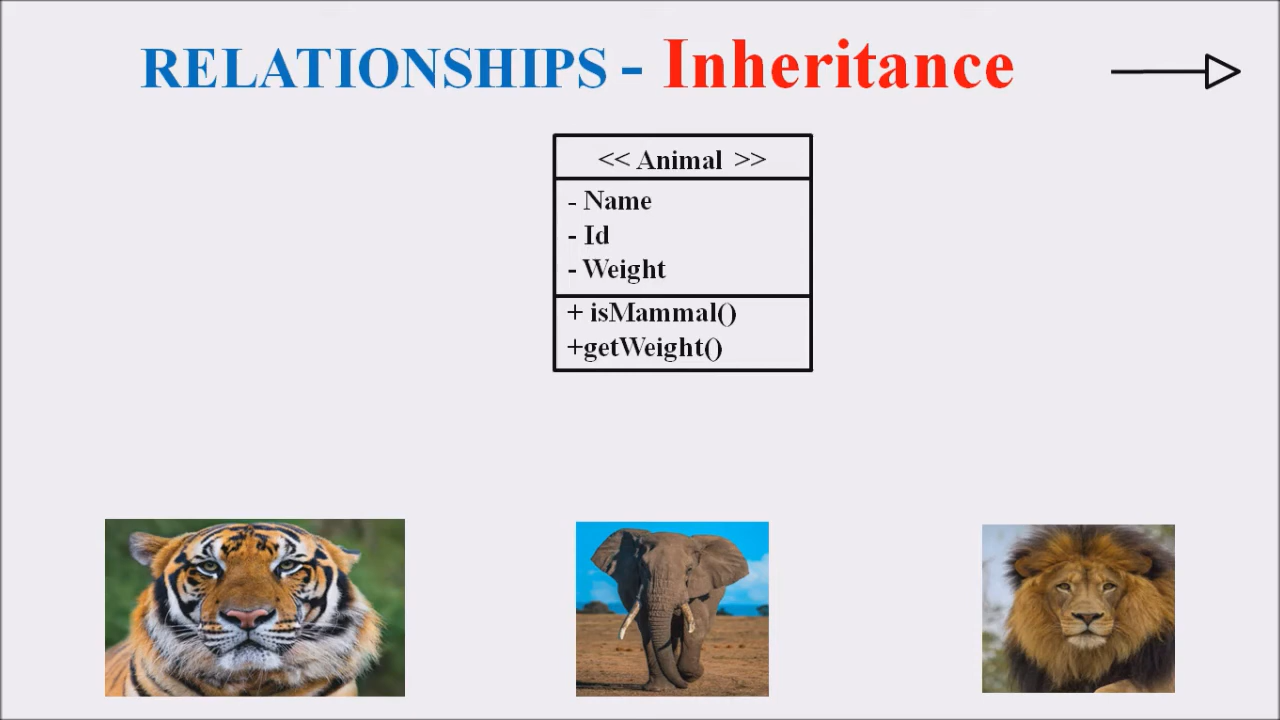 RELATIONSHIPS - Inheritance
<< Animal >>
- Name
- Id
- Weight
+ isMammal()
+getWeight()